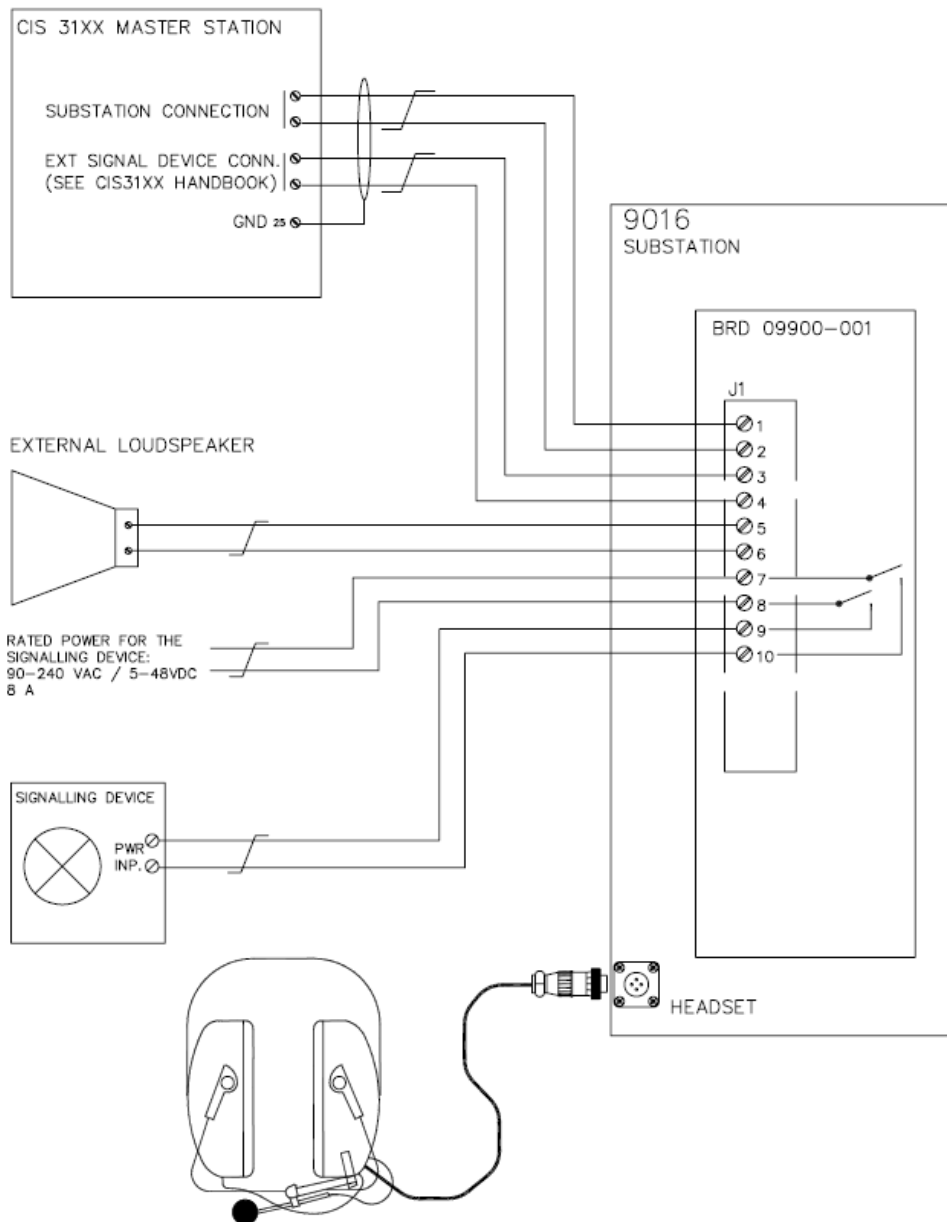 CIS 31XX MASTER STATION
SUBSTATION CONNECTION
EXT SIGNAL DEVICE CONN.
(SEE CIS31XX HANDBOOK)
GND 25
9016
SUBSTATION
BRD 09900-001
J1
1
2
3
4
5
6
7
8
9
10
EXTERNAL LOUDSPEAKER
RATED POWER FOR THE
SIGNALLING DEVICE:
90-240 VAC / 5-48VDC
8 A
SIGNALLING DEVICE
PWR
INP.
HEADSET